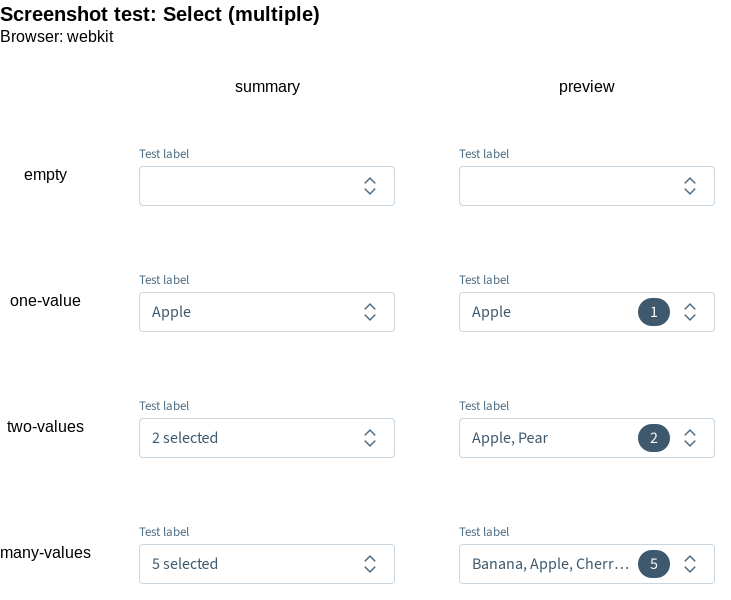 Screenshot test: Select (multiple)
Browser: webkit
summary preview
Test label Test label
empty
Test label Test label
one-value Apple Apple 1
Test label Test label
two-values 2 selected Apple, Pear 2
Test label Test label
many-values 5 selected Banana, Apple, Cherr… 5